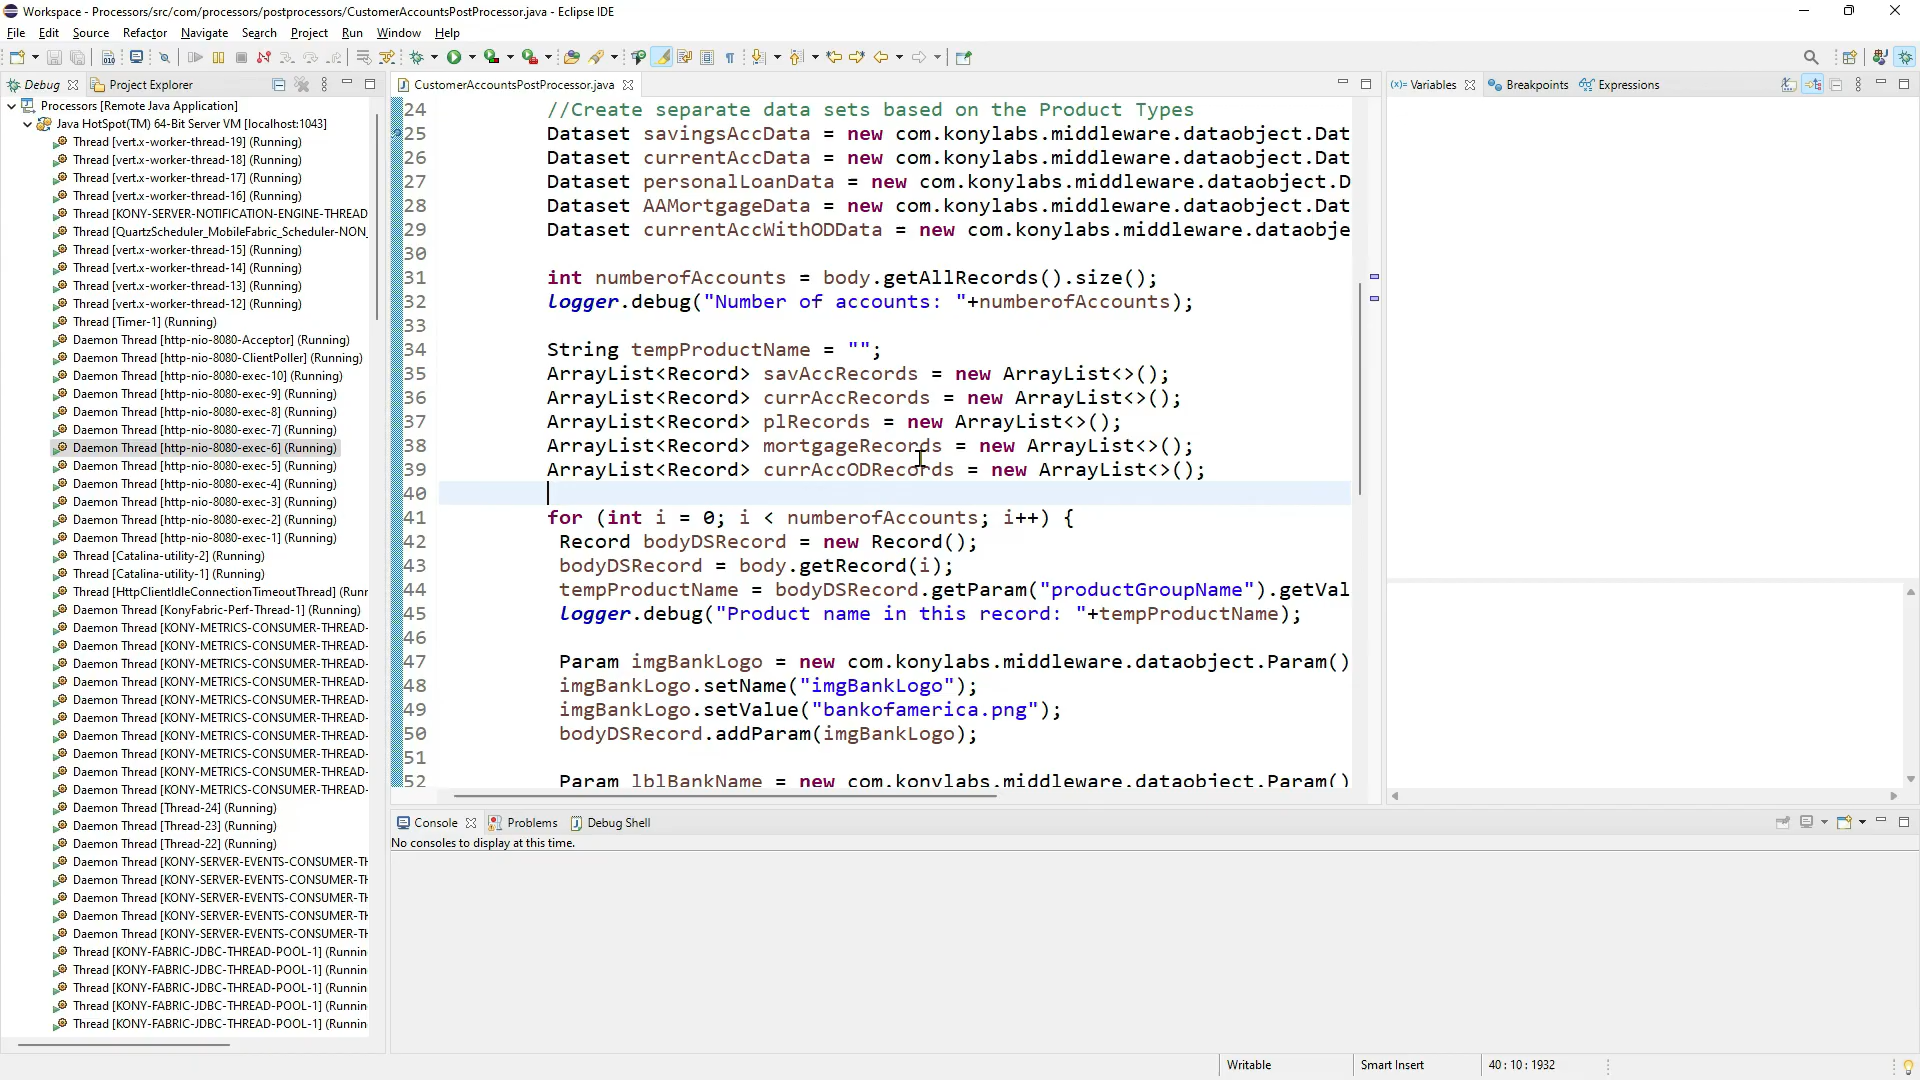 Workspace - Processors/src/com/processors/postprocessors/CustomerAccountsPostProcessor.java - Eclipse IDE
File Edit Source Refactor Navigate Search Project Run Window Help
Debug Project Explorer
Processors [Remote Java Application]
Java HotSpot(TM) 64-Bit Server VM [localhost:1043]
Thread [vert.x-worker-thread-19] (Running)
Thread [vert.x-worker-thread-18] (Running)
Thread [vert.x-worker-thread-17] (Running)
Thread [vert.x-worker-thread-16] (Running)
Thread [KONY-SERVER-NOTIFICATION-ENGINE-THREAD
Thread [QuartzScheduler_MobileFabric_Scheduler-NON_
Thread [vert.x-worker-thread-15] (Running)
Thread [vert.x-worker-thread-14] (Running)
Thread [vert.x-worker-thread-13] (Running)
Thread [vert.x-worker-thread-12] (Running)
Thread [Timer-1] (Running)
Daemon Thread [http-nio-8080-Acceptor] (Running)
Daemon Thread [http-nio-8080-ClientPoller] (Running)
Daemon Thread [http-nio-8080-exec-10] (Running)
Daemon Thread [http-nio-8080-exec-9] (Running)
Daemon Thread [http-nio-8080-exec-8] (Running)
Daemon Thread [http-nio-8080-exec-7] (Running)
Daemon Thread [http-nio-8080-exec-6] (Running)
Daemon Thread [http-nio-8080-exec-5] (Running)
Daemon Thread [http-nio-8080-exec-4] (Running)
Daemon Thread [http-nio-8080-exec-3] (Running)
Daemon Thread [http-nio-8080-exec-2] (Running)
Daemon Thread [http-nio-8080-exec-1] (Running)
Thread [Catalina-utility-2] (Running)
Thread [Catalina-utility-1] (Running)
Thread [HttpClientIdleConnectionTimeoutThread] (Runr
Daemon Thread [KonyFabric-Perf-Thread-1] (Running)
Daemon Thread [KONY-METRICS-CONSUMER-THREAD-
Daemon Thread [KONY-METRICS-CONSUMER-THREAD-
Daemon Thread [KONY-METRICS-CONSUMER-THREAD-
Daemon Thread [KONY-METRICS-CONSUMER-THREAD-
Daemon Thread [KONY-METRICS-CONSUMER-THREAD-
Daemon Thread [KONY-METRICS-CONSUMER-THREAD-
Daemon Thread [KONY-METRICS-CONSUMER-THREAD-
Daemon Thread [KONY-METRICS-CONSUMER-THREAD-
Daemon Thread [KONY-METRICS-CONSUMER-THREAD-
Daemon Thread [KONY-METRICS-CONSUMER-THREAD-
Daemon Thread [Thread-24] (Running)
Daemon Thread [Thread-23] (Running)
Daemon Thread [Thread-22] (Running)
Daemon Thread [KONY-SERVER-EVENTS-CONSUMER-TH
Daemon Thread [KONY-SERVER-EVENTS-CONSUMER-TH
Daemon Thread [KONY-SERVER-EVENTS-CONSUMER-TH
Daemon Thread [KONY-SERVER-EVENTS-CONSUMER-TH
Daemon Thread [KONY-SERVER-EVENTS-CONSUMER-TH
Thread [KONY-FABRIC-JDBC-THREAD-POOL-1] (Runnin
Thread [KONY-FABRIC-JDBC-THREAD-POOL-1] (Runnin
Thread [KONY-FABRIC-JDBC-THREAD-POOL-1] (Runnin
Thread [KONY-FABRIC-JDBC-THREAD-POOL-1] (Runnin
Thread [KONY-FABRIC-JDBC-THREAD-POOL-1] (Runnin
CustomerAccountsPostProcessor.java
24 //Create separate data sets based on the Product Types
25 Dataset savingsAccData = new com.konylabs.middleware.dataobject.Dat
26 Dataset currentAccData = new com.konylabs.middleware.dataobject.Dat
27 Dataset personalLoanData = new com.konylabs.middleware.dataobject.D
28 Dataset AAMortgageData = new com.konylabs.middleware.dataobject.Dat
29 Dataset currentAccWithODData = new com.konylabs.middleware.dataobje
30
31 int numberofAccounts = body.getAllRecords().size();
32 logger.debug("Number of accounts: "+numberofAccounts);
33
34 String tempProductName = "";
35 ArrayList<Record> savAccRecords = new ArrayList<>();
36 ArrayList<Record> currAccRecords = new ArrayList<>();
37 ArrayList<Record> plRecords = new ArrayList<>();
38 ArrayList<Record> mortgageRecords = new ArrayList<>();
39 ArrayList<Record> currAccODRecords = new ArrayList<>();
40
41 for (int i = 0; i < numberofAccounts; i++) {
42 Record bodyDSRecord = new Record();
43 bodyDSRecord = body.getRecord(i);
44 tempProductName = bodyDSRecord.getParam("productGroupName").getVal
45 logger.debug("Product name in this record: "+tempProductName);
46
47 Param imgBankLogo = new com.konylabs.middleware.dataobject.Param()
48 imgBankLogo.setName("imgBankLogo");
49 imgBankLogo.setValue("bankofamerica.png");
50 bodyDSRecord.addParam(imgBankLogo);
51
52 Param lblBankName = new com.konylabs.middleware.dataobject.Param()
(x)= Variables Breakpoints Expressions
Console Problems Debug Shell
No consoles to display at this time.
Writable Smart Insert 40 : 10 : 1932